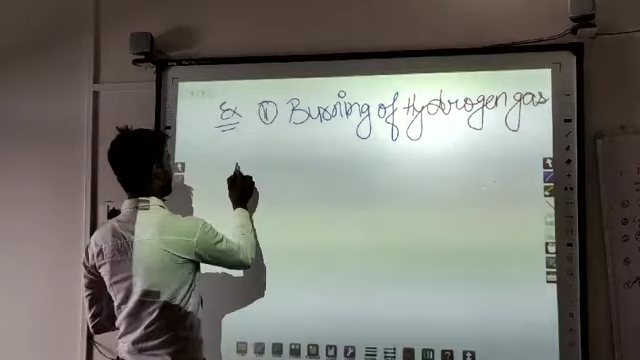 Ex ① Burning of Hydrogen gas